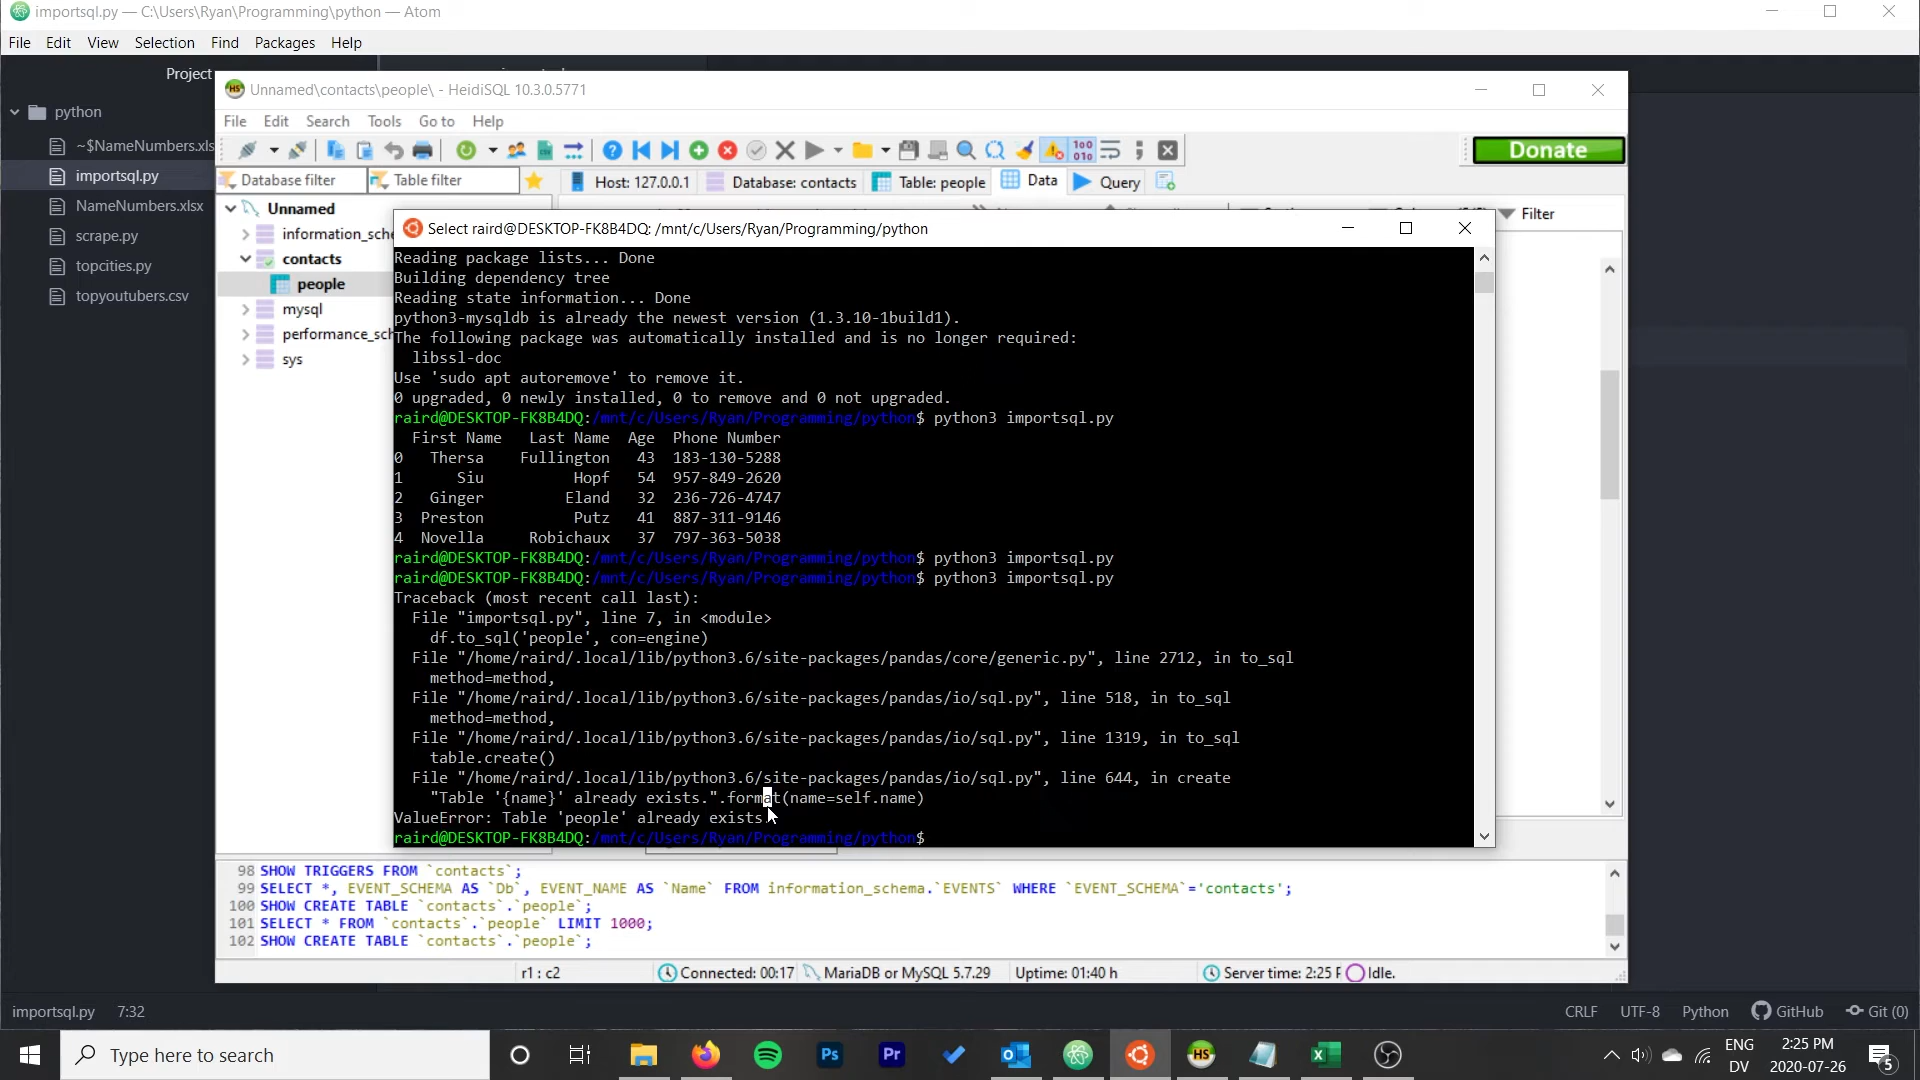 importsql.py — C:\Users\Ryan\Programming\python — Atom
File Edit View Selection Find Packages Help
Project
python
~$NameNumbers.xls
importsql.py
NameNumbers.xlsx
scrape.py
topcities.py
topyoutubers.csv
Unnamed\contacts\people\ - HeidiSQL 10.3.0.5771
File Edit Search Tools Go to Help
Donate
Database filter Table filter Host: 127.0.0.1 Database: contacts Table: people Data Query
Filter
Unnamed
information_sche
contacts
people
mysql
performance_sch
sys
Select raird@DESKTOP-FK8B4DQ: /mnt/c/Users/Ryan/Programming/python
Reading package lists... Done
Building dependency tree
Reading state information... Done
python3-mysqldb is already the newest version (1.3.10-1build1).
The following package was automatically installed and is no longer required:
libssl-doc
Use 'sudo apt autoremove' to remove it.
0 upgraded, 0 newly installed, 0 to remove and 0 not upgraded.
raird@DESKTOP-FK8B4DQ:/mnt/c/Users/Ryan/Programming/python$ python3 importsql.py
First Name Last Name Age Phone Number
0 Thersa Fullington 43 183-130-5288
1 Siu Hopf 54 957-849-2620
2 Ginger Eland 32 236-726-4747
3 Preston Putz 41 887-311-9146
4 Novella Robichaux 37 797-363-5038
raird@DESKTOP-FK8B4DQ:/mnt/c/Users/Ryan/Programming/python$ python3 importsql.py
raird@DESKTOP-FK8B4DQ:/mnt/c/Users/Ryan/Programming/python$ python3 importsql.py
Traceback (most recent call last):
File "importsql.py", line 7, in <module>
df.to_sql('people', con=engine)
File "/home/raird/.local/lib/python3.6/site-packages/pandas/core/generic.py", line 2712, in to_sql
method=method,
File "/home/raird/.local/lib/python3.6/site-packages/pandas/io/sql.py", line 518, in to_sql
method=method,
File "/home/raird/.local/lib/python3.6/site-packages/pandas/io/sql.py", line 1319, in to_sql
table.create()
File "/home/raird/.local/lib/python3.6/site-packages/pandas/io/sql.py", line 644, in create
"Table '{name}' already exists.".format(name=self.name)
ValueError: Table 'people' already exists.
raird@DESKTOP-FK8B4DQ:/mnt/c/Users/Ryan/Programming/python$
98 SHOW TRIGGERS FROM `contacts`;
99 SELECT *, EVENT_SCHEMA AS `Db`, EVENT_NAME AS `Name` FROM information_schema.`EVENTS` WHERE `EVENT_SCHEMA`='contacts';
100 SHOW CREATE TABLE `contacts`.`people`;
101 SELECT * FROM `contacts`.`people` LIMIT 1000;
102 SHOW CREATE TABLE `contacts`.`people`;
r1 : c2 Connected: 00:17 MariaDB or MySQL 5.7.29 Uptime: 01:40 h Server time: 2:25 P Idle.
importsql.py 7:32 CRLF UTF-8 Python GitHub Git (0)
Type here to search
ENG
DV
2:25 PM
2020-07-26
5